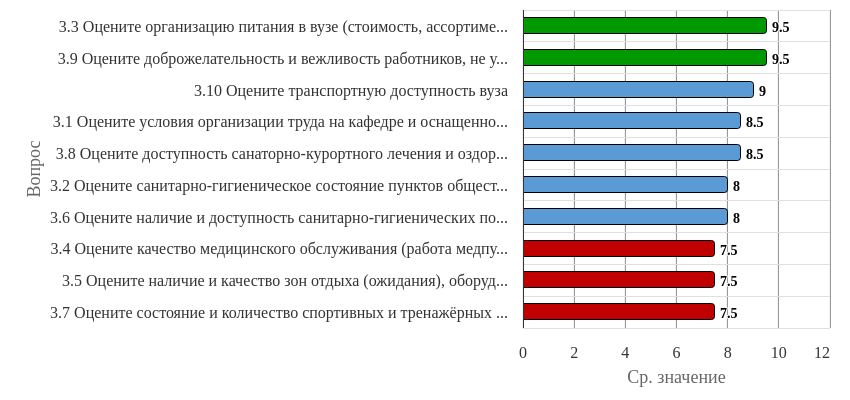 3.3 Оцените организацию питания в вузе (стоимость, ассортиме... 9.5
3.9 Оцените доброжелательность и вежливость работников, не у... 9.5
3.10 Оцените транспортную доступность вуза 9
3.1 Оцените условия организации труда на кафедре и оснащенно... 8.5
3.8 Оцените доступность санаторно-курортного лечения и оздор... 8.5
3.2 Оцените санитарно-гигиеническое состояние пунктов общест... 8
3.6 Оцените наличие и доступность санитарно-гигиенических по... 8
3.4 Оцените качество медицинского обслуживания (работа медпу... 7.5
3.5 Оцените наличие и качество зон отдыха (ожидания), оборуд... 7.5
3.7 Оцените состояние и количество спортивных и тренажёрных ... 7.5
Вопрос
0 2 4 6 8 10 12
Ср. значение